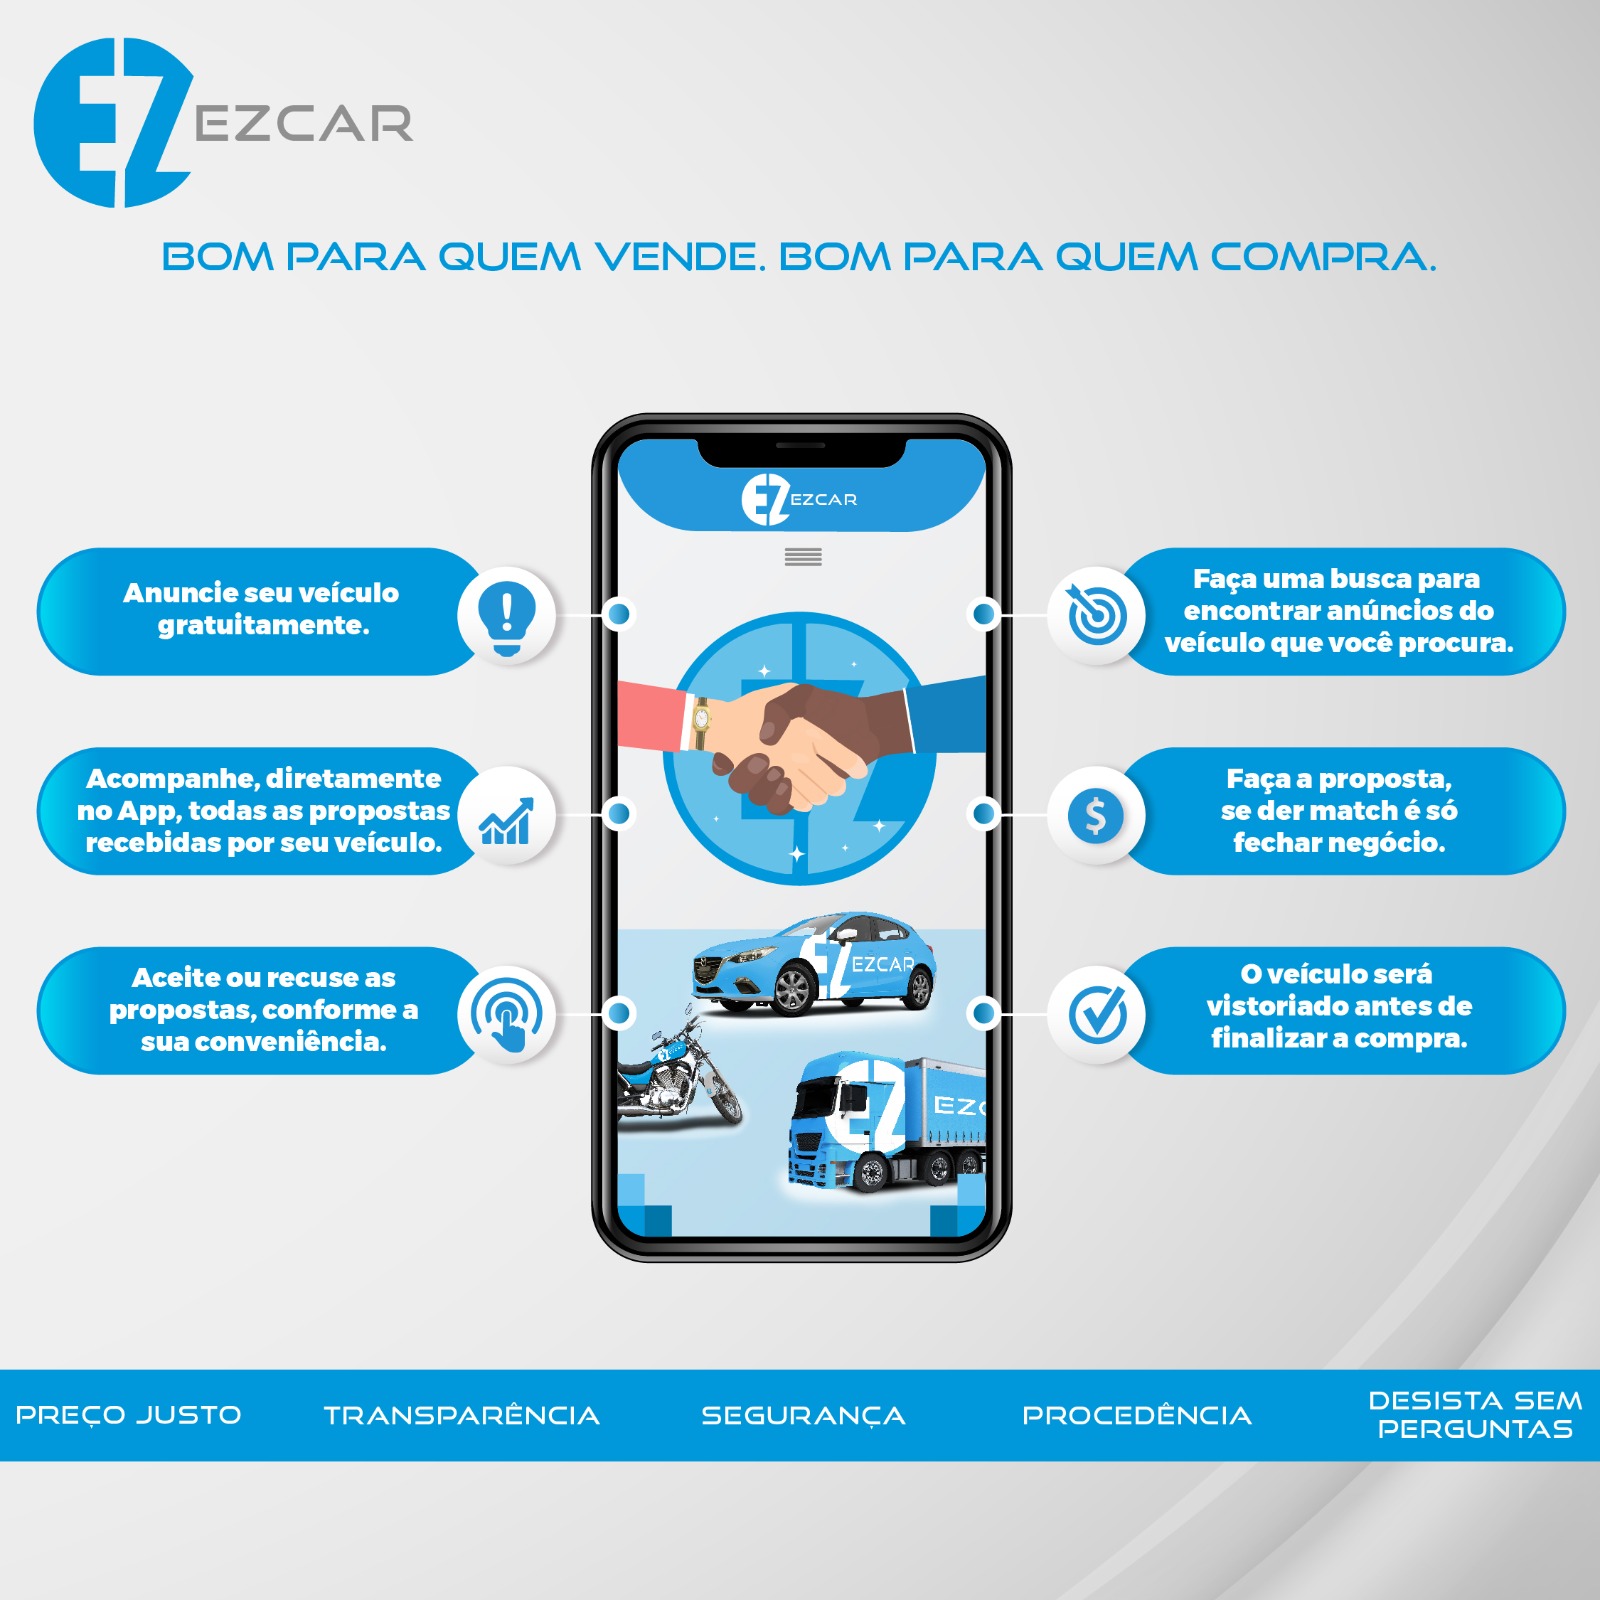 EZ EZCAR
BOM PARA QUEM VENDE. BOM PARA QUEM COMPRA.
EZ EZCAR
Anuncie seu veículo
gratuitamente.
Acompanhe, diretamente
no App, todas as propostas
recebidas por seu veículo.
Aceite ou recuse as
propostas, conforme a
sua conveniência.
Faça uma busca para
encontrar anúncios do
veículo que você procura.
$
Faça a proposta,
se der match é só
fechar negócio.
O veículo será
vistoriado antes de
finalizar a compra.
EZ EZCAR
EZ
EZ EZC
PREÇO JUSTO
TRANSPARÊNCIA
SEGURANÇA
PROCEDÊNCIA
DESISTA SEM
PERGUNTAS